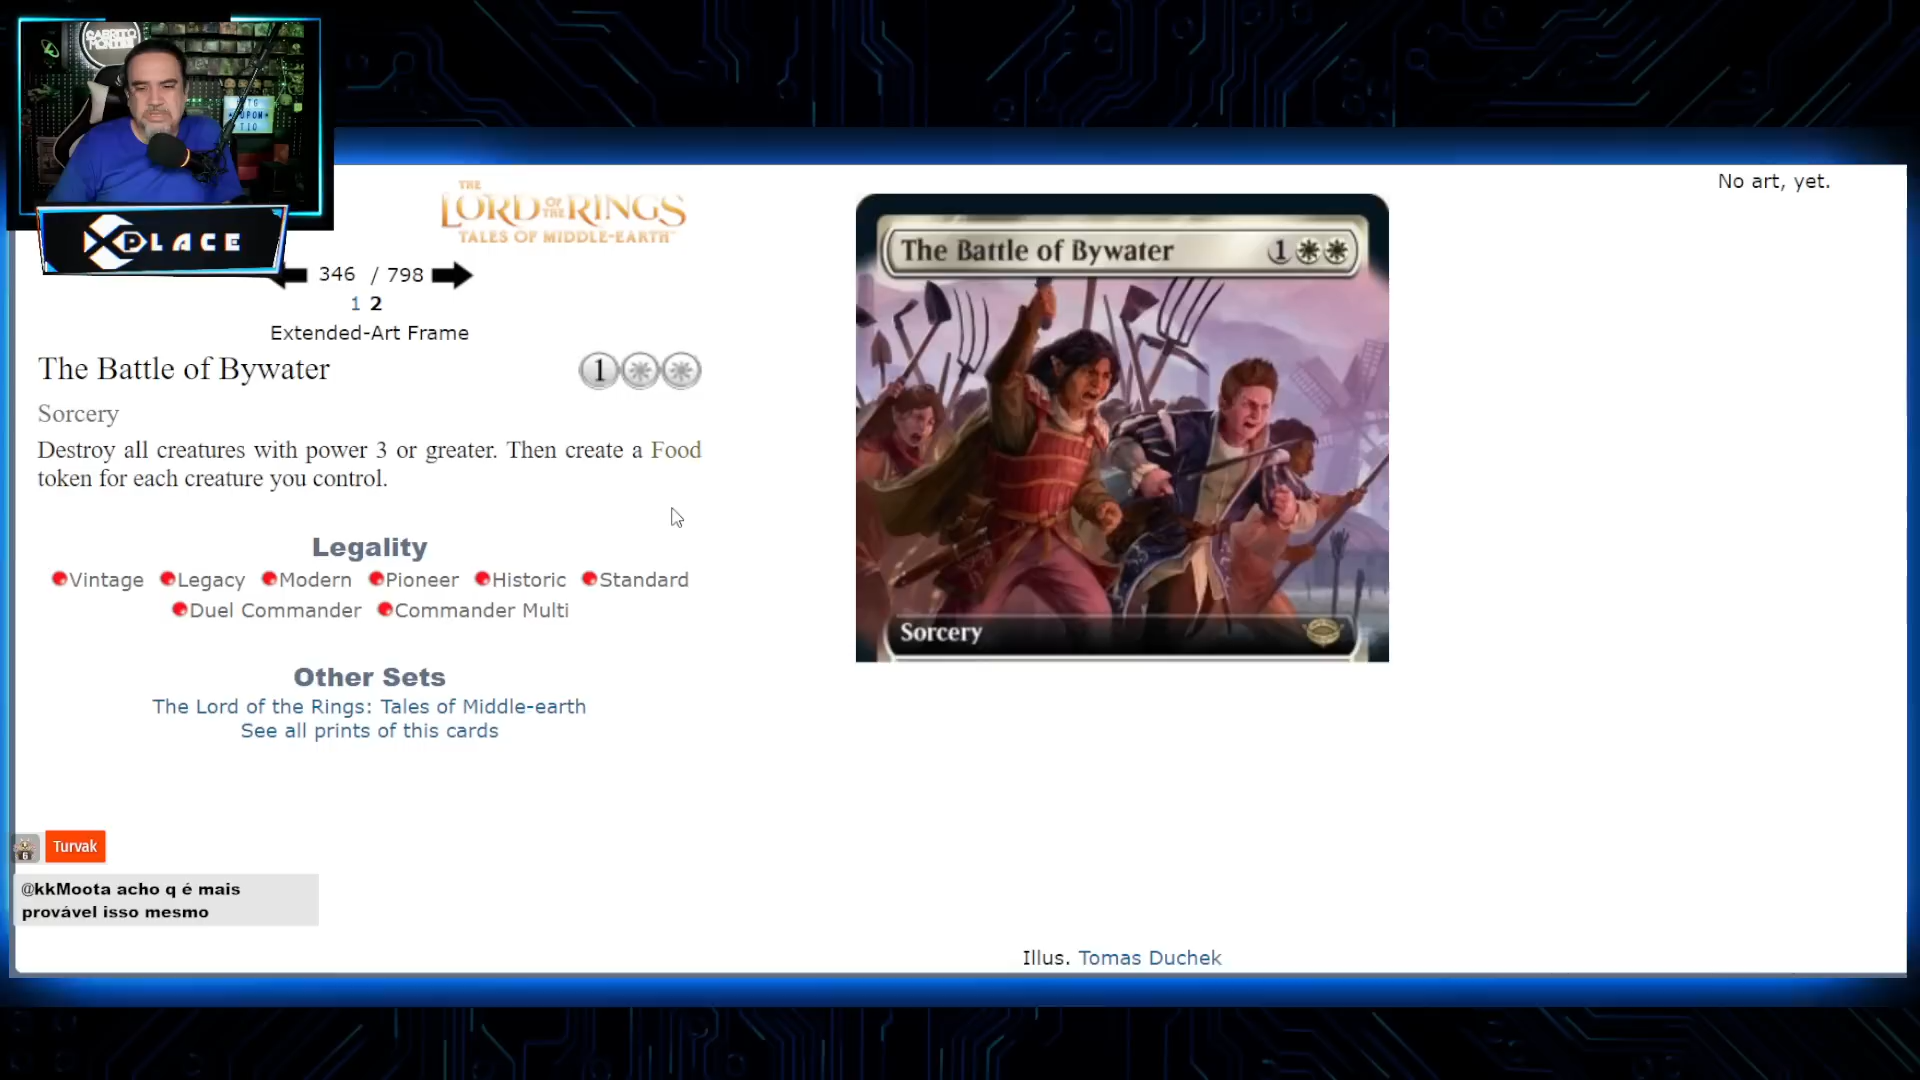 XPLACE
THE
LORD OF THE RINGS
TALES OF MIDDLE-EARTH
346 / 798
1 2
Extended-Art Frame
The Battle of Bywater 1
Sorcery
Destroy all creatures with power 3 or greater. Then create a Food
token for each creature you control.
Legality
Vintage Legacy Modern Pioneer Historic Standard
Duel Commander Commander Multi
Other Sets
The Lord of the Rings: Tales of Middle-earth
See all prints of this cards
6 Turvak
@kkMoota acho q é mais
provável isso mesmo
The Battle of Bywater 1
Sorcery
Illus. Tomas Duchek
No art, yet.